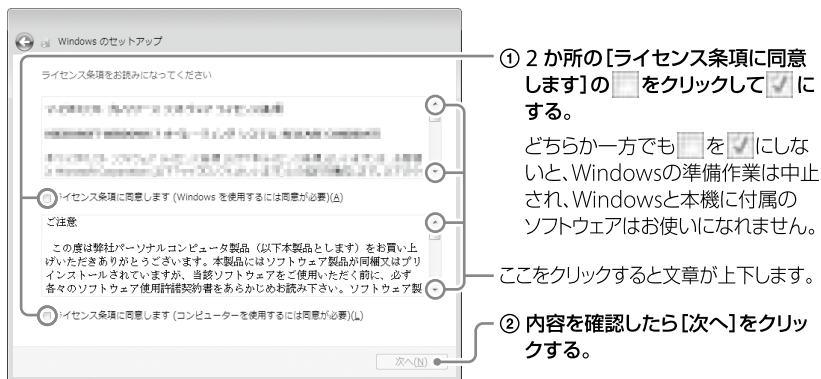 Windows のセットアップ
ライセンス条項をお読みになってください
ライセンス条項に同意します (Windows を使用するには同意が必要)(A)
ご注意
この度は弊社パーソナルコンピュータ製品（以下本製品とします）をお買い上
げいただきありがとうございます。本製品にはソフトウェア製品が同梱又はプリ
インストールされていますが、当該ソフトウェアをご使用いただく前に、必ず
各々のソフトウェア使用許諾契約書をあらかじめお読み下さい。ソフトウェア製
ライセンス条項に同意します (コンピューターを使用するには同意が必要)(L)
次へ(N)
① 2 か所の［ライセンス条項に同意
します］の をクリックして に
する。
どちらか一方でも を にしな
いと、Windowsの準備作業は中止
され、Windowsと本機に付属の
ソフトウェアはお使いになれません。
ここをクリックすると文章が上下します。
② 内容を確認したら［次へ］をクリッ
クする。